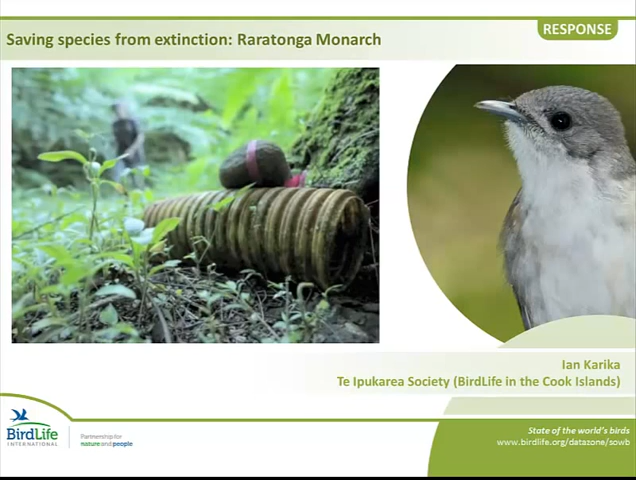 RESPONSE
Saving species from extinction: Raratonga Monarch
Ian Karika
Te Ipukarea Society (BirdLife in the Cook Islands)
BirdLife
INTERNATIONAL
Partnership for
nature and people
State of the world's birds
www.birdlife.org/datazone/sowb